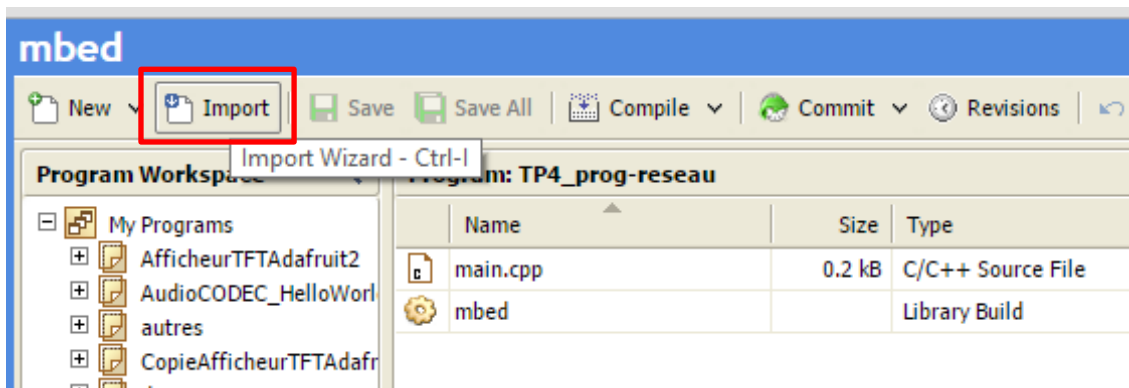 mbed
New Import Save Save All Compile Commit Revisions
Import Wizard - Ctrl-I
Program Workspace Program: TP4_prog-reseau
Name Size Type
My Programs
AfficheurTFTAdafruit2
main.cpp 0.2 kB C/C++ Source File
AudioCODEC_HelloWorl
mbed Library Build
autres
CopieAfficheurTFTAdafr